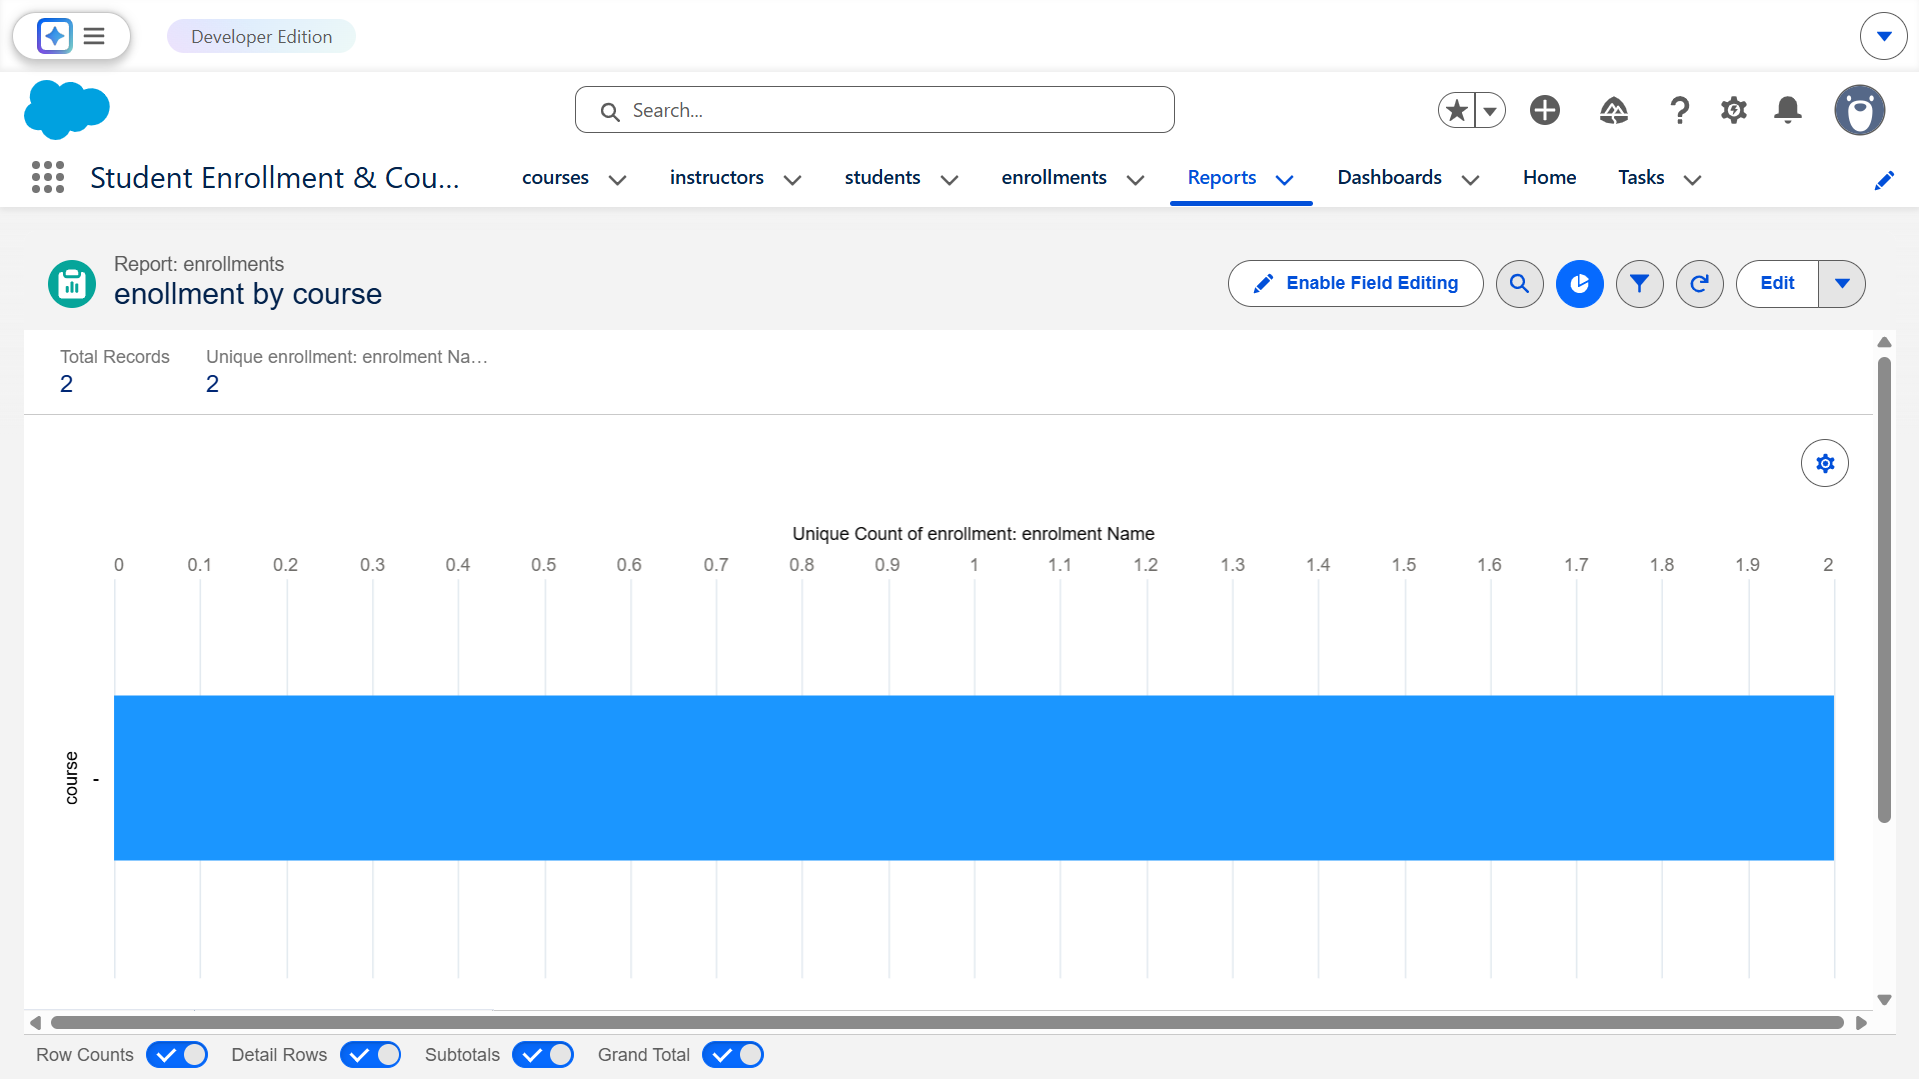 Developer Edition
Search...
Student Enrollment & Cou...
courses
instructors
students
enrollments
Reports
Dashboards
Home
Tasks
Report: enrollments
enollment by course
Enable Field Editing
Edit
Total Records
2
Unique enrollment: enrolment Na...
2
Unique Count of enrollment: enrolment Name
0 0.1 0.2 0.3 0.4 0.5 0.6 0.7 0.8 0.9 1 1.1 1.2 1.3 1.4 1.5 1.6 1.7 1.8 1.9 2
course
-
Row Counts
Detail Rows
Subtotals
Grand Total